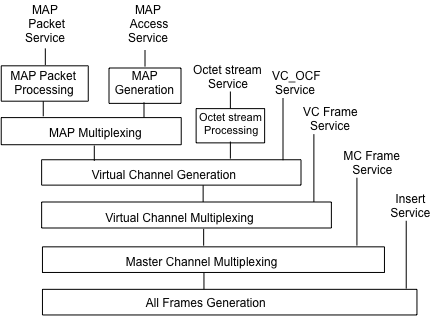 MAP
Packet
Service
MAP
Access
Service
MAP Packet
Processing
MAP
Generation
Octet stream
Service
VC_OCF
Service
Octet stream
Processing
VC Frame
Service
MAP Multiplexing
MC Frame
Service
Virtual Channel Generation
Insert
Service
Virtual Channel Multiplexing
Master Channel Multiplexing
All Frames Generation